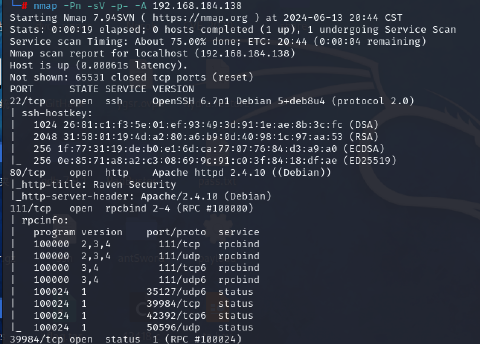 └─# nmap -Pn -sV -p- -A 192.168.184.138
Starting Nmap 7.94SVN ( https://nmap.org ) at 2024-06-13 20:44 CST
Stats: 0:00:19 elapsed; 0 hosts completed (1 up), 1 undergoing Service Scan
Service scan Timing: About 75.00% done; ETC: 20:44 (0:00:04 remaining)
Nmap scan report for localhost (192.168.184.138)
Host is up (0.00061s latency).
Not shown: 65531 closed tcp ports (reset)
PORT STATE SERVICE VERSION
22/tcp open ssh OpenSSH 6.7p1 Debian 5+deb8u4 (protocol 2.0)
| ssh-hostkey:
| 1024 26:81:c1:f3:5e:01:ef:93:49:3d:91:1e:ae:8b:3c:fc (DSA)
| 2048 31:58:01:19:4d:a2:80:a6:b9:0d:40:98:1c:97:aa:53 (RSA)
| 256 1f:77:31:19:de:b0:e1:6d:ca:77:07:76:84:d3:a9:a0 (ECDSA)
|_ 256 0e:85:71:a8:a2:c3:08:69:9c:91:c0:3f:84:18:df:ae (ED25519)
80/tcp open http Apache httpd 2.4.10 ((Debian))
|_http-title: Raven Security
|_http-server-header: Apache/2.4.10 (Debian)
111/tcp open rpcbind 2-4 (RPC #100000)
| rpcinfo:
| program version port/proto service
| 100000 2,3,4 111/tcp rpcbind
| 100000 2,3,4 111/udp rpcbind
| 100000 3,4 111/tcp6 rpcbind
| 100000 3,4 111/udp6 rpcbind
| 100024 1 35127/udp6 status
| 100024 1 39984/tcp status
| 100024 1 42392/tcp6 status
|_ 100024 1 50596/udp status
39984/tcp open status 1 (RPC #100024)